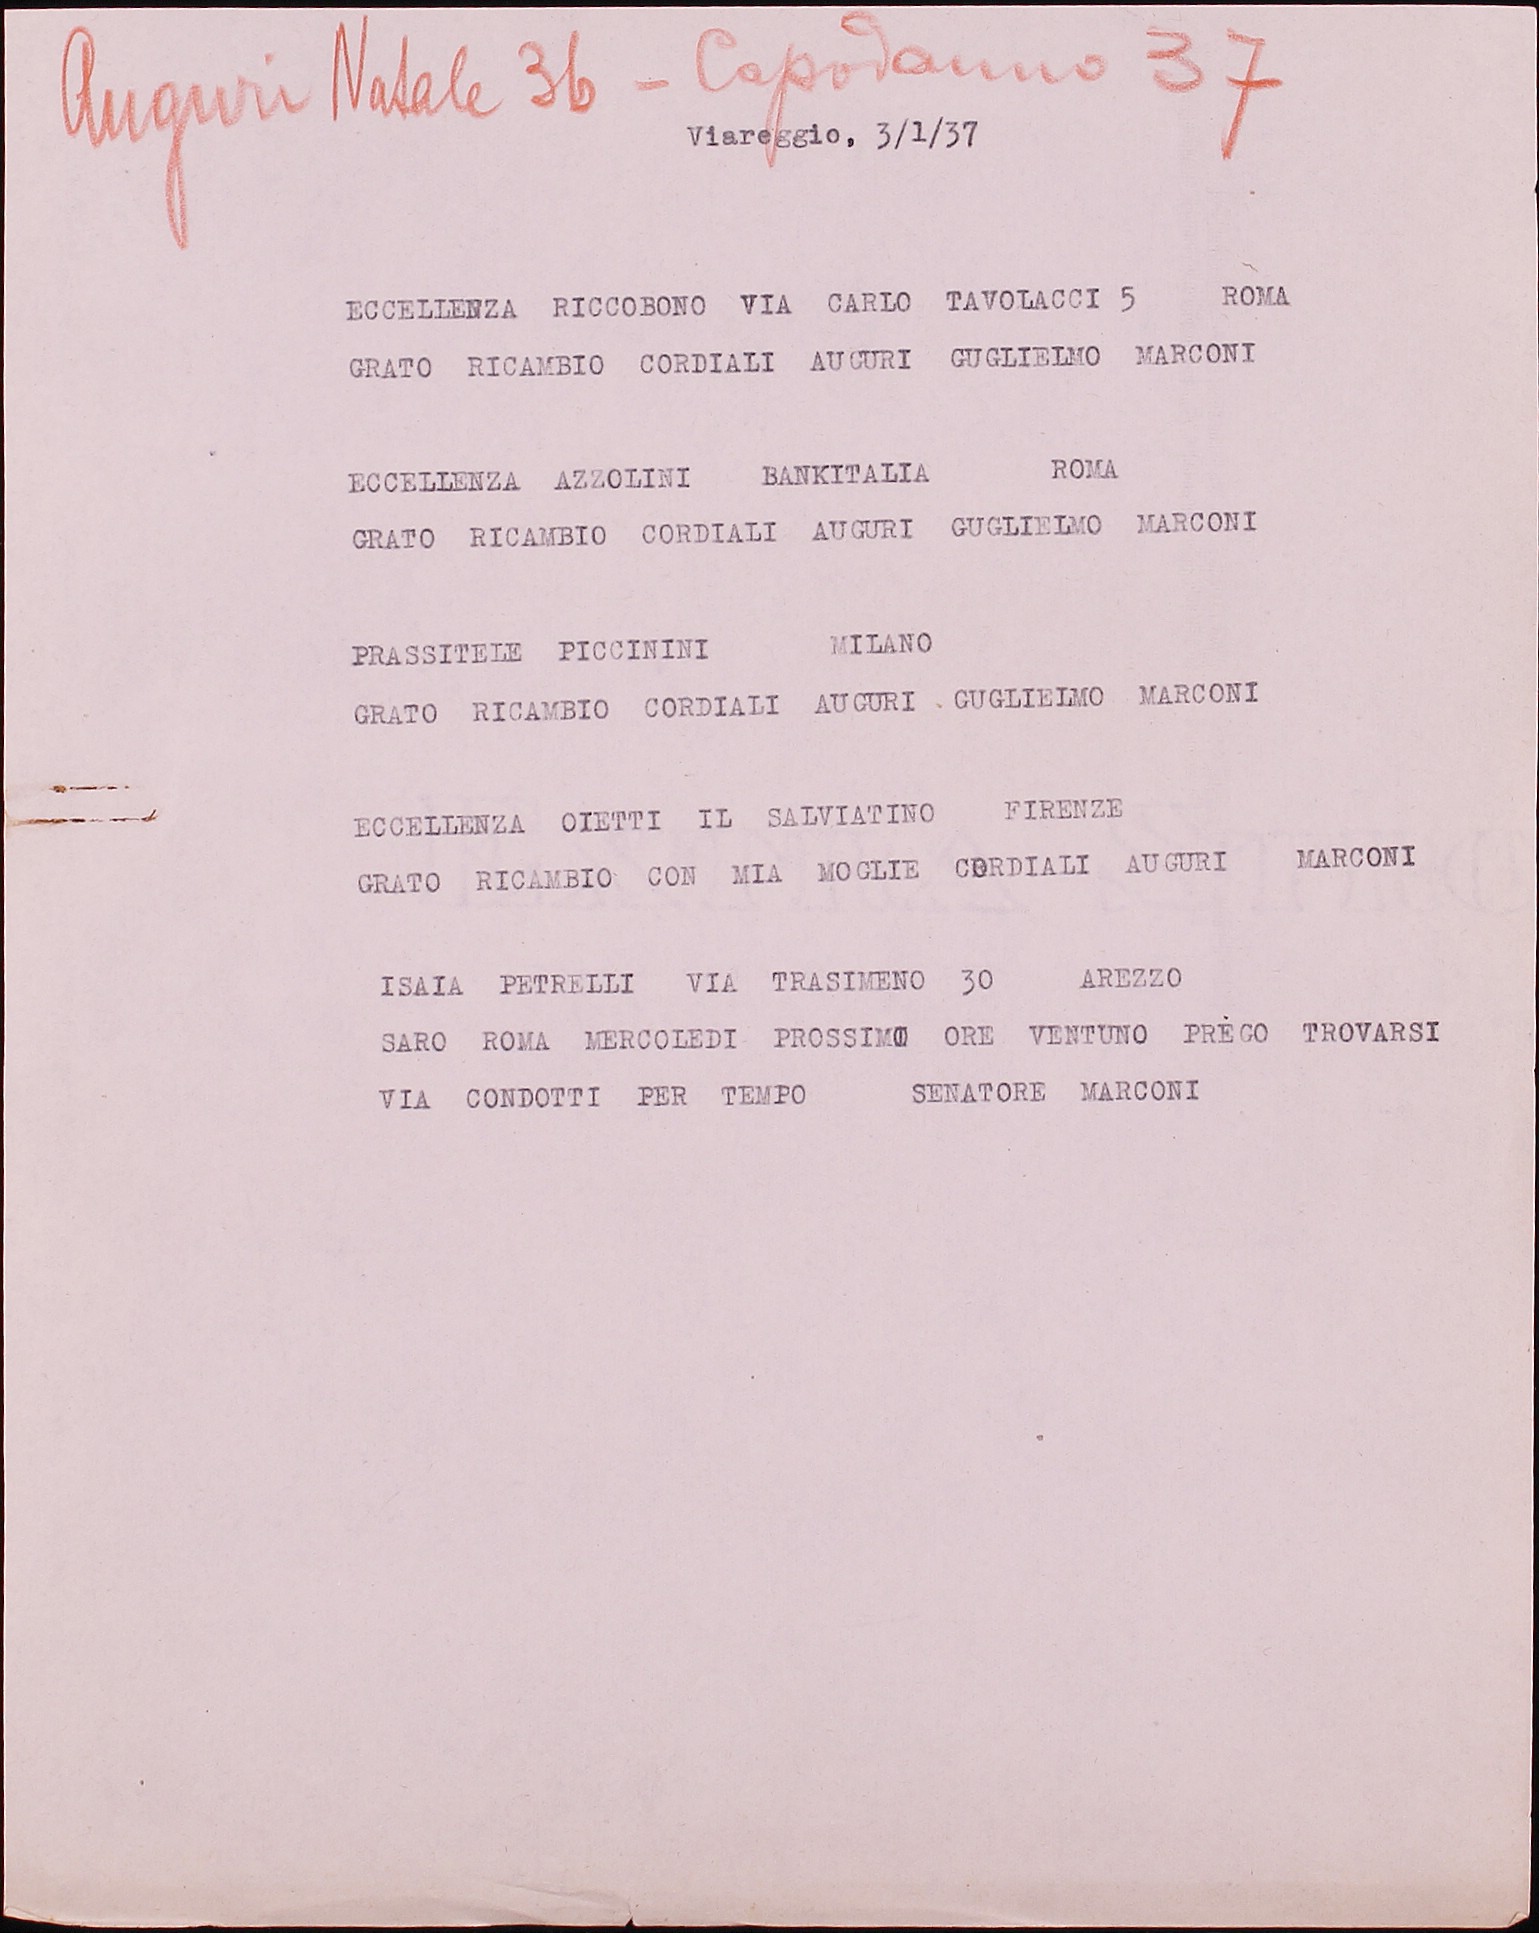 Auguri Natale 36 - Capodanno 37
Viareggio, 3/1/37
ECCELLENZA RICCOBONO VIA CARLO TAVOLACCI 5 ROMA
GRATO RICAMBIO CORDIALI AUGURI GUGLIELMO MARCONI
ECCELLENZA AZZOLINI BANKITALIA ROMA
GRATO RICAMBIO CORDIALI AUGURI GUGLIELMO MARCONI
PRASSITELE PICCININI MILANO
GRATO RICAMBIO CORDIALI AUGURI GUGLIELMO MARCONI
ECCELLENZA OIETTI IL SALVIATINO FIRENZE
GRATO RICAMBIO CON MIA MOGLIE CORDIALI AUGURI MARCONI
ISAIA PETRELLI VIA TRASIMENO 30 AREZZO
SARO ROMA MERCOLEDI PROSSIMO ORE VENTUNO PREGO TROVARSI
VIA CONDOTTI PER TEMPO SENATORE MARCONI